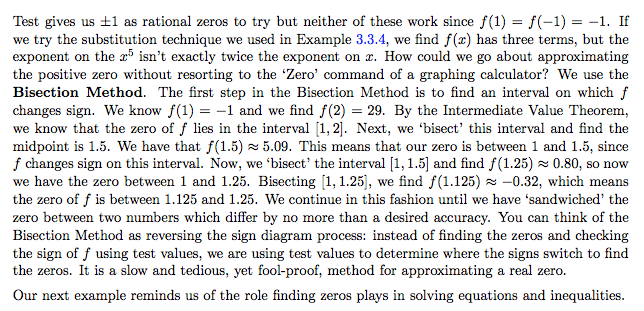 Test gives us ±1 as rational zeros to try but neither of these work since f(1) = f(−1) = −1. If
we try the substitution technique we used in Example 3.3.4, we find f(x) has three terms, but the
exponent on the x⁵ isn't exactly twice the exponent on x. How could we go about approximating
the positive zero without resorting to the 'Zero' command of a graphing calculator? We use the
Bisection Method. The first step in the Bisection Method is to find an interval on which f
changes sign. We know f(1) = −1 and we find f(2) = 29. By the Intermediate Value Theorem,
we know that the zero of f lies in the interval [1, 2]. Next, we 'bisect' this interval and find the
midpoint is 1.5. We have that f(1.5) ≈ 5.09. This means that our zero is between 1 and 1.5, since
f changes sign on this interval. Now, we 'bisect' the interval [1, 1.5] and find f(1.25) ≈ 0.80, so now
we have the zero between 1 and 1.25. Bisecting [1, 1.25], we find f(1.125) ≈ −0.32, which means
the zero of f is between 1.125 and 1.25. We continue in this fashion until we have 'sandwiched' the
zero between two numbers which differ by no more than a desired accuracy. You can think of the
Bisection Method as reversing the sign diagram process: instead of finding the zeros and checking
the sign of f using test values, we are using test values to determine where the signs switch to find
the zeros. It is a slow and tedious, yet fool-proof, method for approximating a real zero.
Our next example reminds us of the role finding zeros plays in solving equations and inequalities.